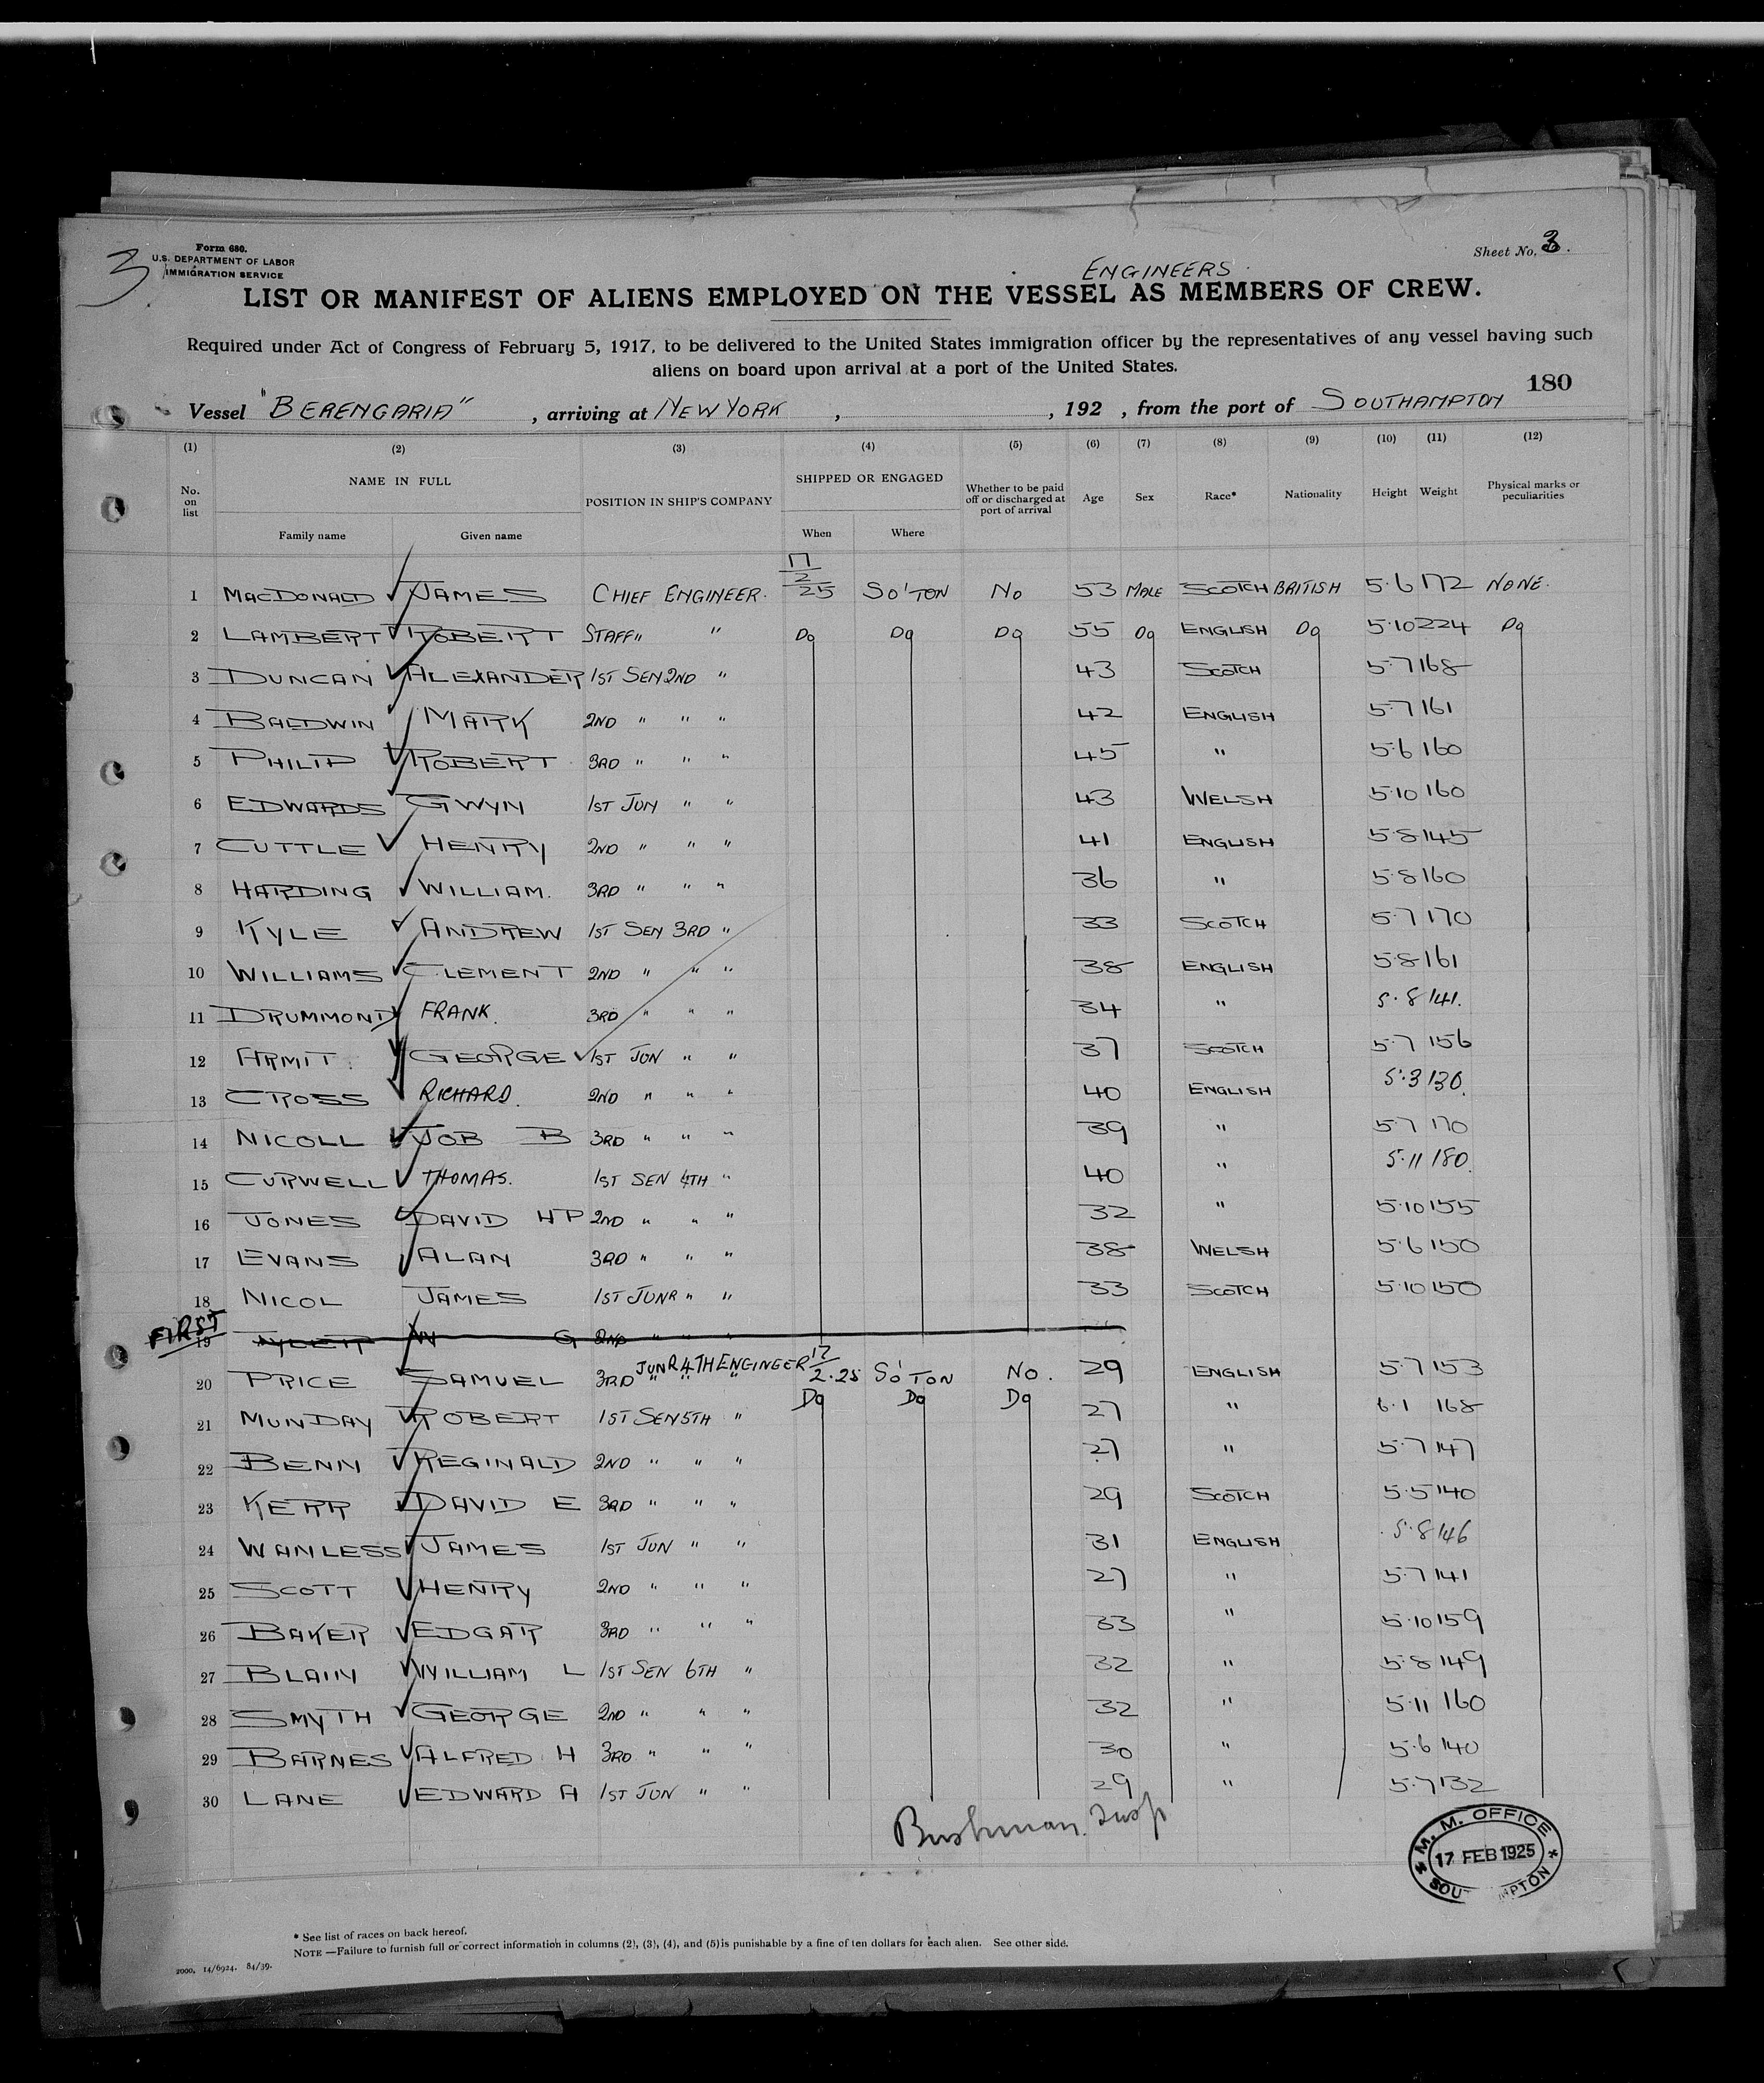 3
Form 680.
U.S. DEPARTMENT OF LABOR
IMMIGRATION SERVICE
Sheet No. 3.
ENGINEERS
LIST OR MANIFEST OF ALIENS EMPLOYED ON THE VESSEL AS MEMBERS OF CREW.
Required under Act of Congress of February 5, 1917, to be delivered to the United States immigration officer by the representatives of any vessel having such
aliens on board upon arrival at a port of the United States.
180
Vessel "BERENGARIA", arriving at NEW YORK, , 192 , from the port of SOUTHAMPTON
(1) (2) (3) (4) (5) (6) (7) (8) (9) (10) (11) (12)
No. on list NAME IN FULL POSITION IN SHIP'S COMPANY SHIPPED OR ENGAGED Whether to be paid off or discharged at port of arrival Age Sex Race* Nationality Height Weight Physical marks or peculiarities
Family name Given name When Where
1 MACDONALD JAMES CHIEF ENGINEER. 17/2/25 SO'TON NO 53 MALE SCOTCH BRITISH 5.6 172 NONE.
2 LAMBERT ROBERT STAFF " " Do Do Do 55 Do ENGLISH Do 5.10 224 Do
3 DUNCAN ALEXANDER 1ST SEN 2ND " 43 SCOTCH 5.7 168
4 BALDWIN MARK 2ND " " " 42 ENGLISH 5.7 161
5 PHILIP ROBERT 3RD " " " 45 " 5.6 160
6 EDWARDS GWYN 1ST JUN " " 43 WELSH 5.10 160
7 CUTTLE HENRY 2ND " " " 41 ENGLISH 5.8 145
8 HARDING WILLIAM. 3RD " " " 36 " 5.8 160
9 KYLE ANDREW 1ST SEN 3RD " 33 SCOTCH 5.7 170
10 WILLIAMS CLEMENT 2ND " " " 38 ENGLISH 5.8 161
11 DRUMMOND FRANK. 3RD " " " 34 " 5.8 141.
12 ARMIT. GEORGE 1ST JUN " " 37 SCOTCH 5.7 156
13 CROSS RICHARD. 2ND " " " 40 ENGLISH 5.3 130.
14 NICOLL JOB B 3RD " " " 39 " 5.7 170
15 CURWELL THOMAS. 1ST SEN 4TH " 40 " 5.11 180.
16 JONES DAVID HP 2ND " " " 32 " 5.10 155
17 EVANS ALAN 3RD " " " 38 WELSH 5.6 150
18 NICOL JAMES 1ST JUNR " " 33 SCOTCH 5.10 150
FIRST
19 W G 2ND " " "
20 PRICE SAMUEL 3RD JUNR 4TH ENGINEER " " " 17/2.25 SO'TON NO. 29 ENGLISH 5.7 153
21 MUNDAY ROBERT 1ST SEN 5TH " Do Do Do 27 " 6.1 168
22 BENN REGINALD 2ND " " " 27 " 5.7 147
23 KERR DAVID E 3RD " " " 29 SCOTCH 5.5 140
24 WANLESS JAMES 1ST JUN " " 31 ENGLISH 5.8 146
25 SCOTT HENRY 2ND " " " 27 " 5.7 141
26 BAKER EDGAR 3RD " " " 33 " 5.10 159
27 BLAIN WILLIAM L 1ST SEN 6TH " 32 " 5.8 149
28 SMYTH GEORGE 2ND " " " 32 " 5.11 160
29 BARNES ALFRED H 3RD " " " 30 " 5.6 140
30 LANE EDWARD A 1ST JUN " " 29 " 5.7 132
Bushman. Insp
M. M. OFFICE
17 FEB 1925
* See list of races on back hereof.
NOTE —Failure to furnish full or correct information in columns (2), (3), (4), and (5) is punishable by a fine of ten dollars for each alien. See other side.
2000, 14/6924. 84/39.